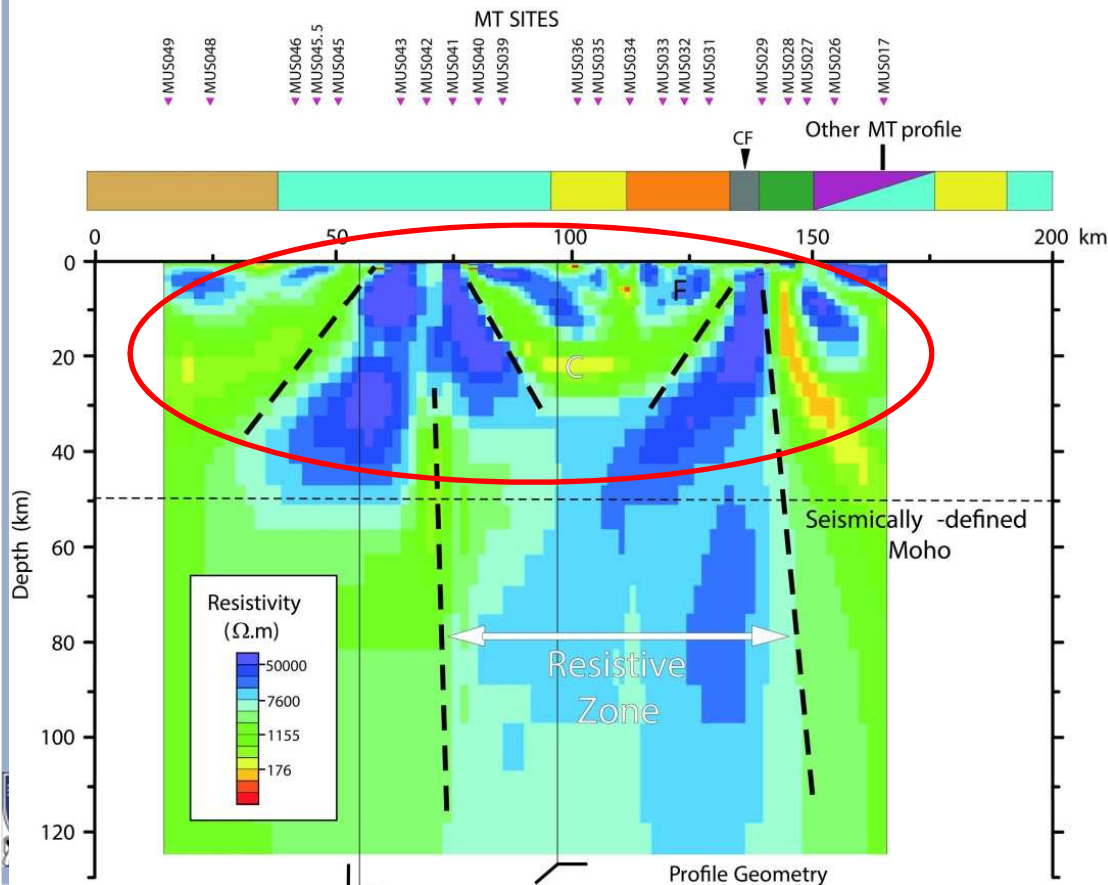 MT SITES
MUS049
MUS048
MUS046
MUS045.5
MUS045
MUS043
MUS042
MUS041
MUS040
MUS039
MUS036
MUS035
MUS034
MUS033
MUS032
MUS031
MUS029
MUS028
MUS027
MUS026
MUS017
Other MT profile
CF
0 50 100 150 200 km
0
20
40
60
80
100
120
Depth (km)
F
C
Seismically -defined
Moho
Resistivity
(Ω.m)
50000
7600
1155
176
Resistive
Zone
Profile Geometry